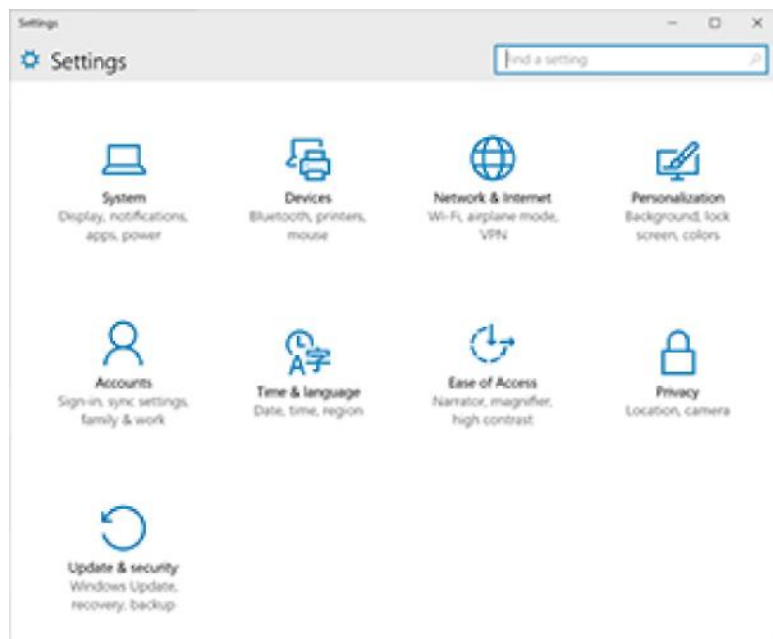 Settings
Settings
Find a setting
System
Display, notifications,
apps, power
Devices
Bluetooth, printers,
mouse
Network & Internet
Wi-Fi, airplane mode,
VPN
Personalization
Background, lock
screen, colors
Accounts
Sign-in, sync settings,
family & work
A字
Time & language
Date, time, region
Ease of Access
Narrator, magnifier,
high contrast
Privacy
Location, camera
Update & security
Windows Update,
recovery, backup